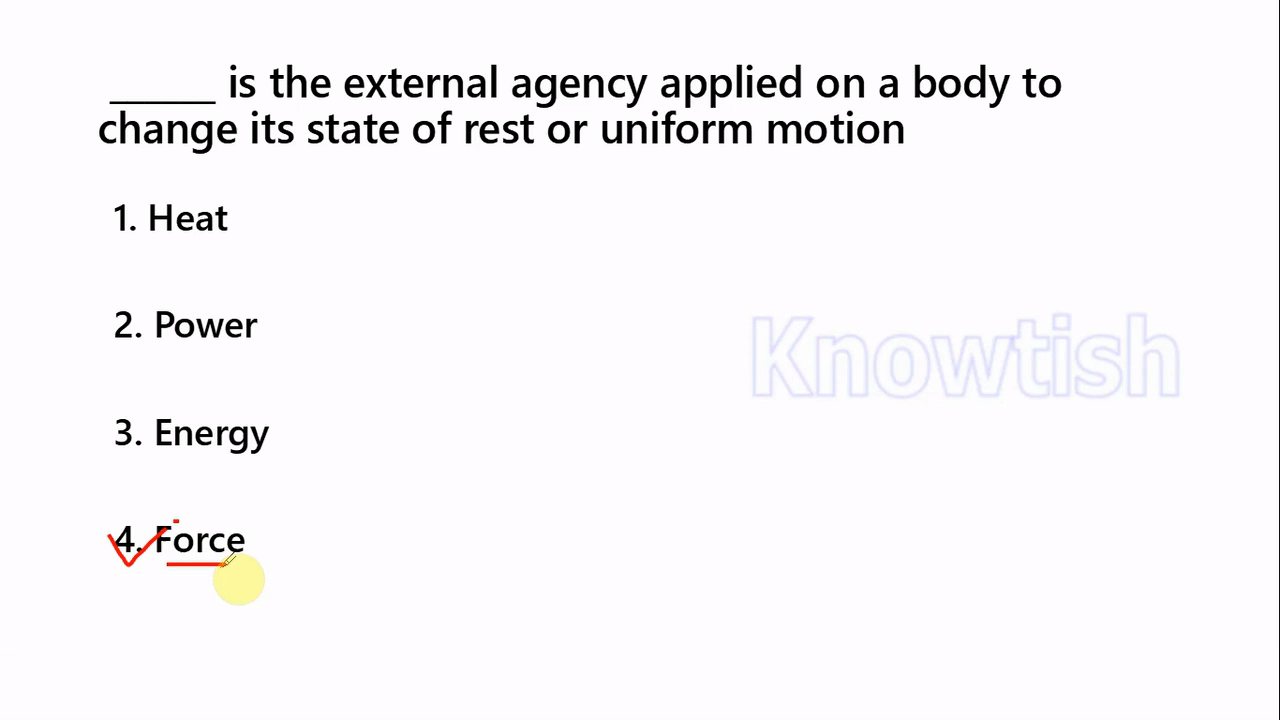 ______ is the external agency applied on a body to
change its state of rest or uniform motion
1. Heat
2. Power
Knowtish
3. Energy
4. Force